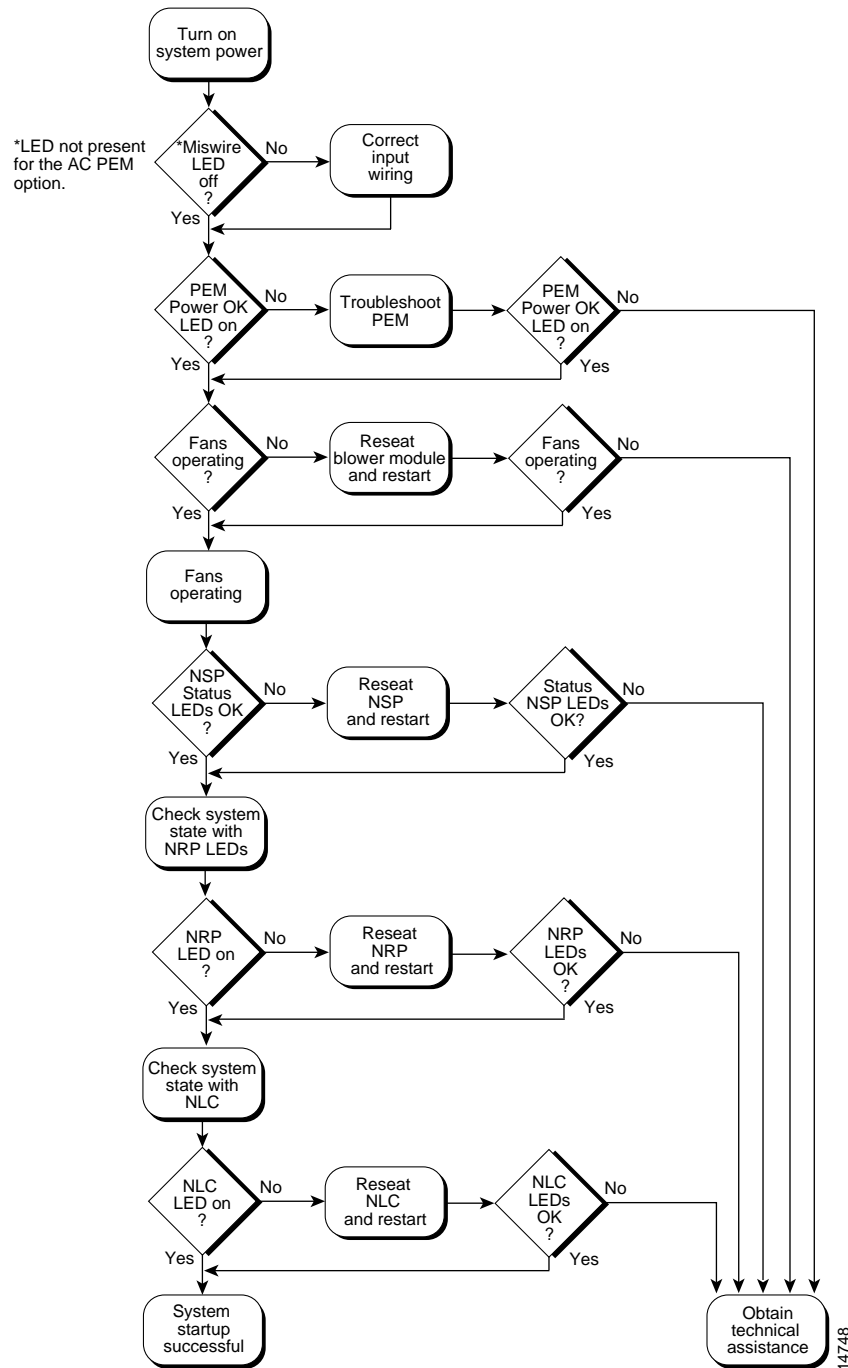 Turn on
system power
*LED not present
for the AC PEM
option.
*Miswire
LED
off
?
No
Correct
input
wiring
Yes
PEM
Power OK
LED on
?
No
Troubleshoot
PEM
PEM
Power OK
LED on
?
No
Yes
Yes
Fans
operating
?
No
Reseat
blower module
and restart
Fans
operating
?
No
Yes
Yes
Fans
operating
NSP
Status
LEDs OK
?
No
Reseat
NSP
and restart
Status
NSP LEDs
OK?
No
Yes
Yes
Check system
state with
NRP LEDs
NRP
LED on
?
No
Reseat
NRP
and restart
NRP
LEDs
OK
?
No
Yes
Yes
Check system
state with
NLC
NLC
LED on
?
No
Reseat
NLC
and restart
NLC
LEDs
OK
?
No
Yes
Yes
System
startup
successful
Obtain
technical
assistance
14748